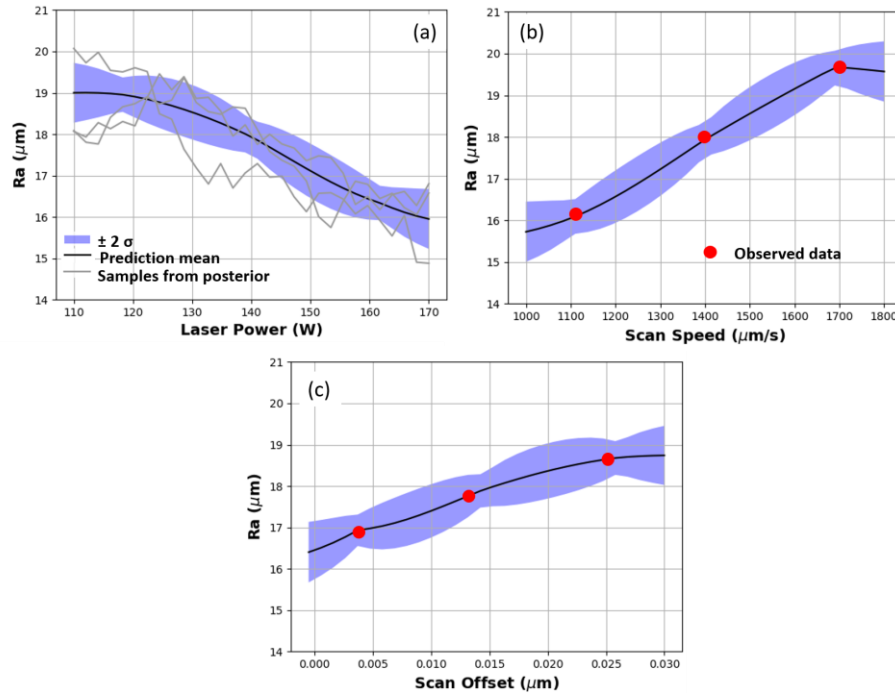 (a)
21
20
19
18
17
16
15
14
Ra (μm)
± 2 σ
Prediction mean
Samples from posterior
110 120 130 140 150 160 170
Laser Power (W)
(b)
21
20
19
18
17
16
15
14
Ra (μm)
Observed data
1000 1100 1200 1300 1400 1500 1600 1700 1800
Scan Speed (μm/s)
(c)
21
20
19
18
17
16
15
14
Ra (μm)
0.000 0.005 0.010 0.015 0.020 0.025 0.030
Scan Offset (μm)